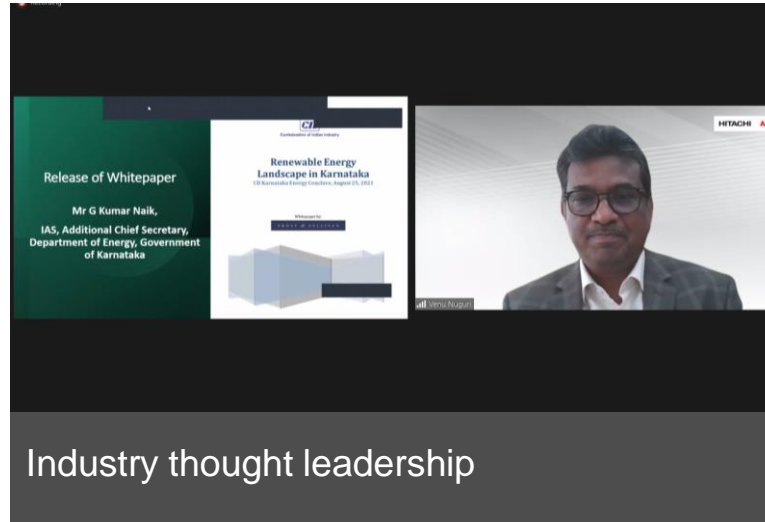 Recording
Release of Whitepaper
Mr G Kumar Naik,
IAS, Additional Chief Secretary,
Department of Energy, Government
of Karnataka
CII
Confederation of Indian Industry
Renewable Energy
Landscape in Karnataka
CII Karnataka Energy Conclave, August 25, 2021
Whitepaper by
FROST & SULLIVAN
HITACHI A
Venu Nuguri
Industry thought leadership